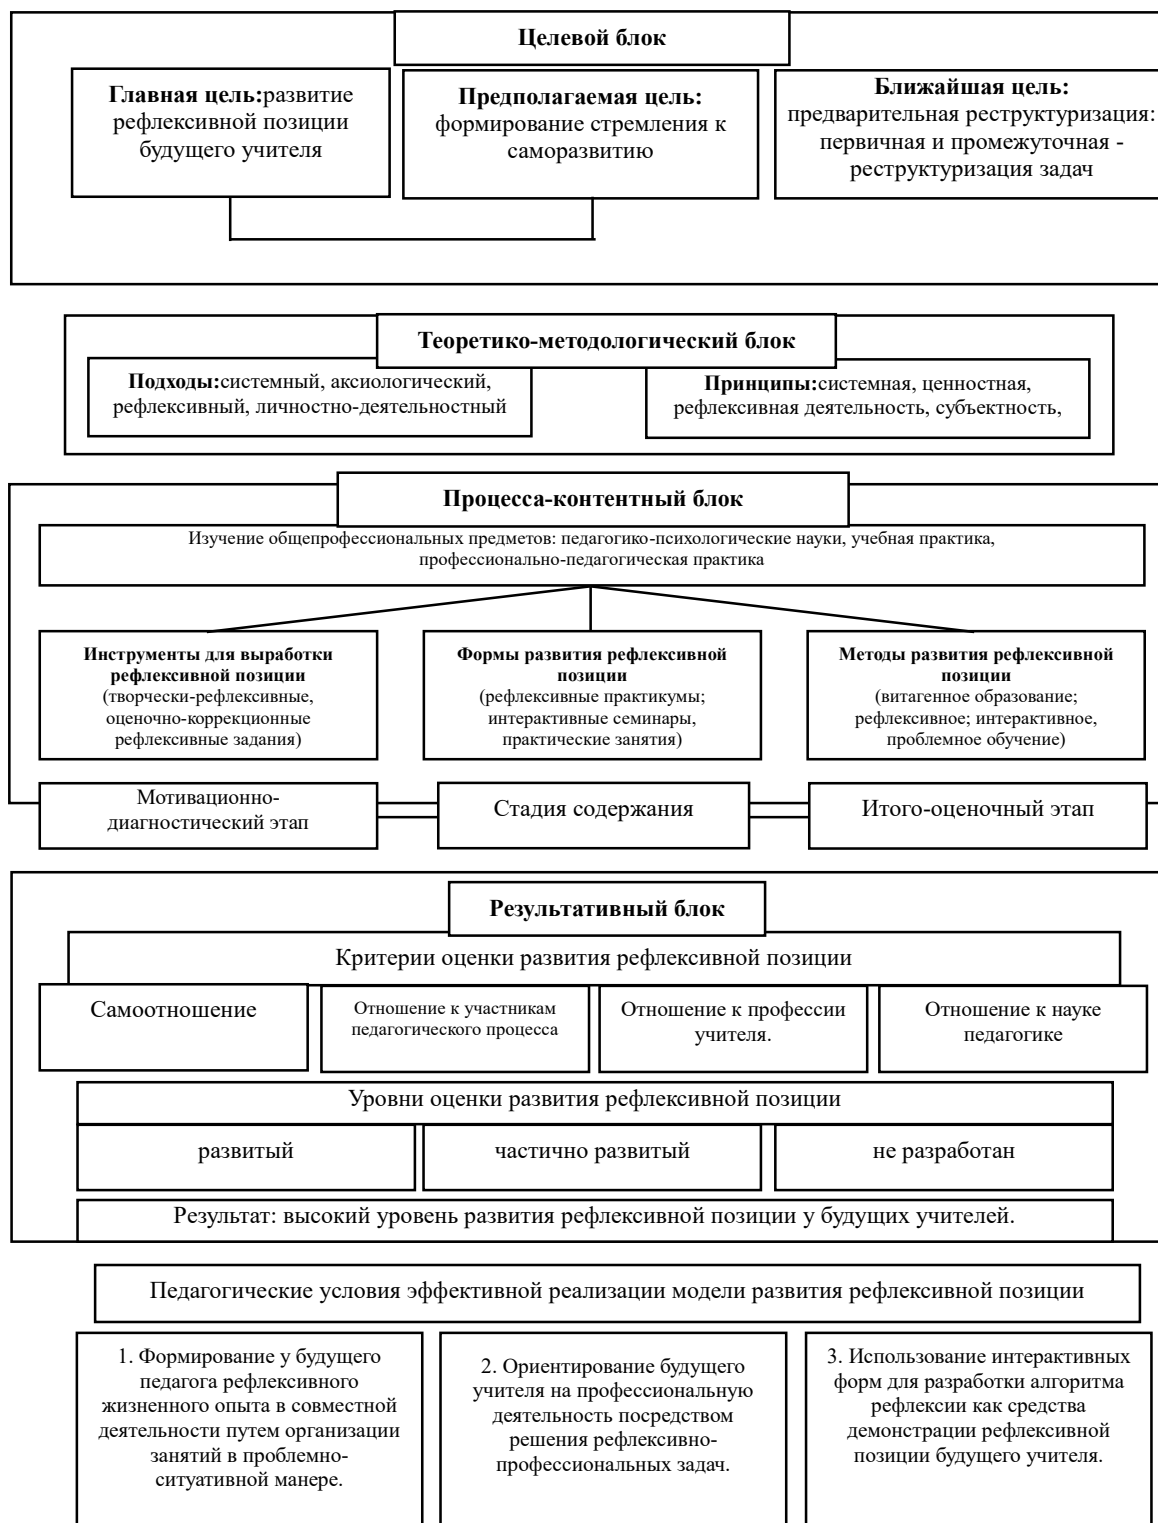 Целевой блок
Главная цель:развитие
рефлексивной позиции
будущего учителя
Предполагаемая цель:
формирование стремления к
саморазвитию
Ближайшая цель:
предварительная реструктуризация:
первичная и промежуточная -
реструктуризация задач
Теоретико-методологический блок
Подходы:системный, аксиологический,
рефлексивный, личностно-деятельностный
Принципы:системная, ценностная,
рефлексивная деятельность, субъектность,
Процесса-контентный блок
Изучение общепрофессиональных предметов: педагогико-психологические науки, учебная практика,
профессионально-педагогическая практика
Инструменты для выработки
рефлексивной позиции
(творчески-рефлексивные,
оценочно-коррекционные
рефлексивные задания)
Формы развития рефлексивной
позиции
(рефлексивные практикумы;
интерактивные семинары,
практические занятия)
Методы развития рефлексивной
позиции
(витагенное образование;
рефлексивное; интерактивное,
проблемное обучение)
Мотивационно-
диагностический этап
Стадия содержания
Итого-оценочный этап
Результативный блок
Критерии оценки развития рефлексивной позиции
Самоотношение
Отношение к участникам
педагогического процесса
Отношение к профессии
учителя.
Отношение к науке
педагогике
Уровни оценки развития рефлексивной позиции
развитый
частично развитый
не разработан
Результат: высокий уровень развития рефлексивной позиции у будущих учителей.
Педагогические условия эффективной реализации модели развития рефлексивной позиции
1. Формирование у будущего
педагога рефлексивного
жизненного опыта в совместной
деятельности путем организации
занятий в проблемно-
ситуативной манере.
2. Ориентирование будущего
учителя на профессиональную
деятельность посредством
решения рефлексивно-
профессиональных задач.
3. Использование интерактивных
форм для разработки алгоритма
рефлексии как средства
демонстрации рефлексивной
позиции будущего учителя.